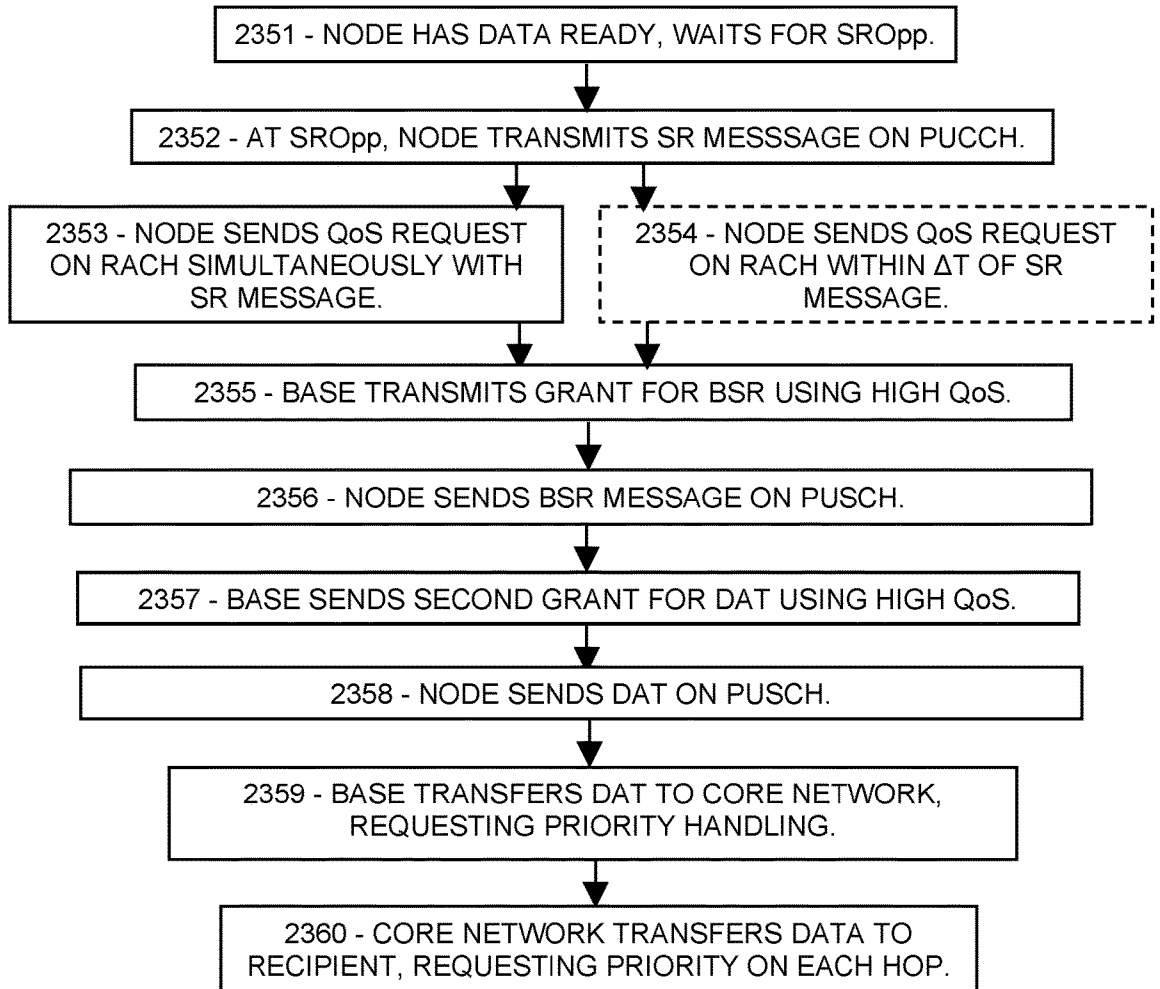 2351 - NODE HAS DATA READY, WAITS FOR SROpp.
2352 - AT SROpp, NODE TRANSMITS SR MESSSAGE ON PUCCH.
2353 - NODE SENDS QoS REQUEST
ON RACH SIMULTANEOUSLY WITH
SR MESSAGE.
2354 - NODE SENDS QoS REQUEST
ON RACH WITHIN ΔT OF SR
MESSAGE.
2355 - BASE TRANSMITS GRANT FOR BSR USING HIGH QoS.
2356 - NODE SENDS BSR MESSAGE ON PUSCH.
2357 - BASE SENDS SECOND GRANT FOR DAT USING HIGH QoS.
2358 - NODE SENDS DAT ON PUSCH.
2359 - BASE TRANSFERS DAT TO CORE NETWORK,
REQUESTING PRIORITY HANDLING.
2360 - CORE NETWORK TRANSFERS DATA TO
RECIPIENT, REQUESTING PRIORITY ON EACH HOP.